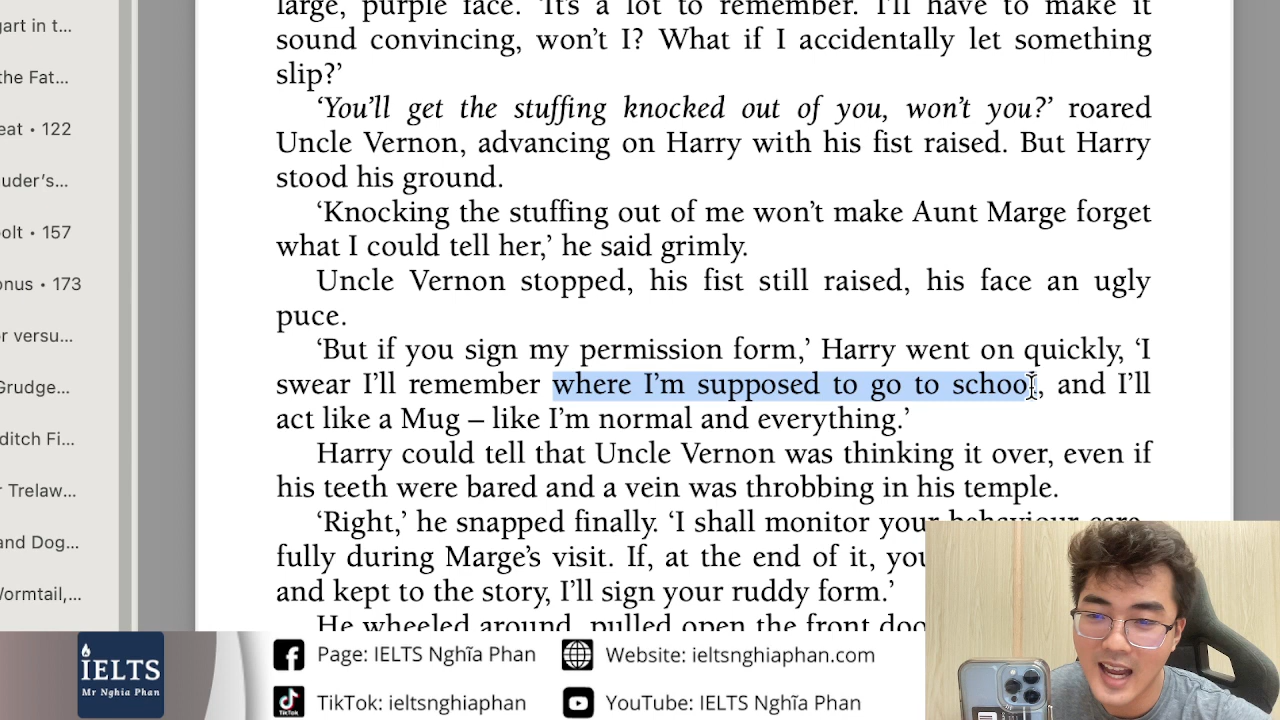 gart in t...
the Fat...
eat • 122
uder's...
olt • 157
onus • 173
or versu...
Grudge...
ditch Fi...
r Trelaw...
and Dog...
Wormtail,...
large, purple face. 'It's a lot to remember. I'll have to make it
sound convincing, won't I? What if I accidentally let something
slip?'
'You'll get the stuffing knocked out of you, won't you?' roared
Uncle Vernon, advancing on Harry with his fist raised. But Harry
stood his ground.
'Knocking the stuffing out of me won't make Aunt Marge forget
what I could tell her,' he said grimly.
Uncle Vernon stopped, his fist still raised, his face an ugly
puce.
'But if you sign my permission form,' Harry went on quickly, 'I
swear I'll remember where I'm supposed to go to school, and I'll
act like a Mug – like I'm normal and everything.'
Harry could tell that Uncle Vernon was thinking it over, even if
his teeth were bared and a vein was throbbing in his temple.
'Right,' he snapped finally. 'I shall monitor your behaviour care-
fully during Marge's visit. If, at the end of it, you
and kept to the story, I'll sign your ruddy form.'
He wheeled around, pulled open the front doo
IELTS
Mr Nghia Phan
Page: IELTS Nghĩa Phan
Website: ieltsnghiaphan.com
TikTok
TikTok: ieltsnghiaphan
YouTube: IELTS Nghĩa Phan